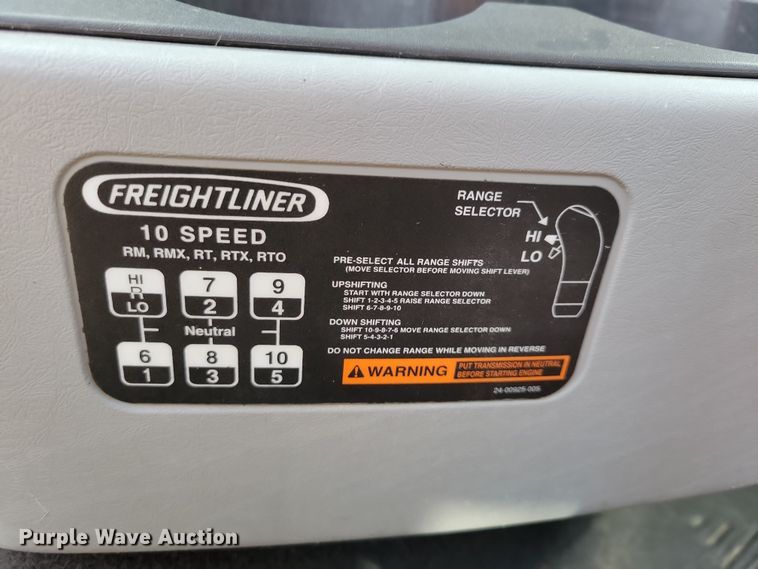 FREIGHTLINER
10 SPEED
RM, RMX, RT, RTX, RTO
HI
R
LO
7
2
9
4
Neutral
6
1
8
3
10
5
RANGE
SELECTOR
HI
LO
PRE-SELECT ALL RANGE SHIFTS
(MOVE SELECTOR BEFORE MOVING SHIFT LEVER)
UPSHIFTING
START WITH RANGE SELECTOR DOWN
SHIFT 1-2-3-4-5 RAISE RANGE SELECTOR
SHIFT 6-7-8-9-10
DOWN SHIFTING
SHIFT 10-9-8-7-6 MOVE RANGE SELECTOR DOWN
SHIFT 5-4-3-2-1
DO NOT CHANGE RANGE WHILE MOVING IN REVERSE
WARNING
PUT TRANSMISSION IN NEUTRAL
BEFORE STARTING ENGINE
24-00925-005
Purple Wave Auction